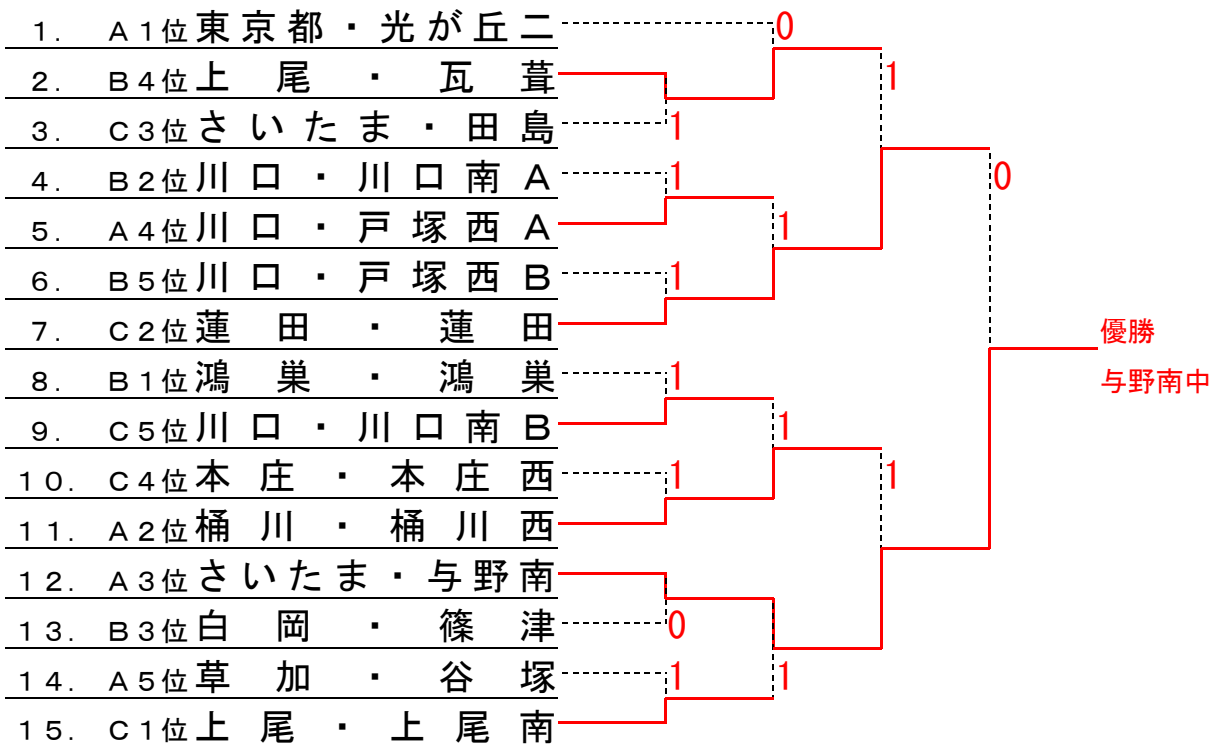 1. A1位 東京都・光が丘二
0
2. B4位 上尾・瓦葺
1
3. C3位 さいたま・田島
1
4. B2位 川口・川口南A
1
0
5. A4位 川口・戸塚西A
1
6. B5位 川口・戸塚西B
1
7. C2位 蓮田・蓮田
優勝
8. B1位 鴻巣・鴻巣
1
与野南中
9. C5位 川口・川口南B
1
10. C4位 本庄・本庄西
1
1
11. A2位 桶川・桶川西
12. A3位 さいたま・与野南
13. B3位 白岡・篠津
0
14. A5位 草加・谷塚
1
1
15. C1位 上尾・上尾南